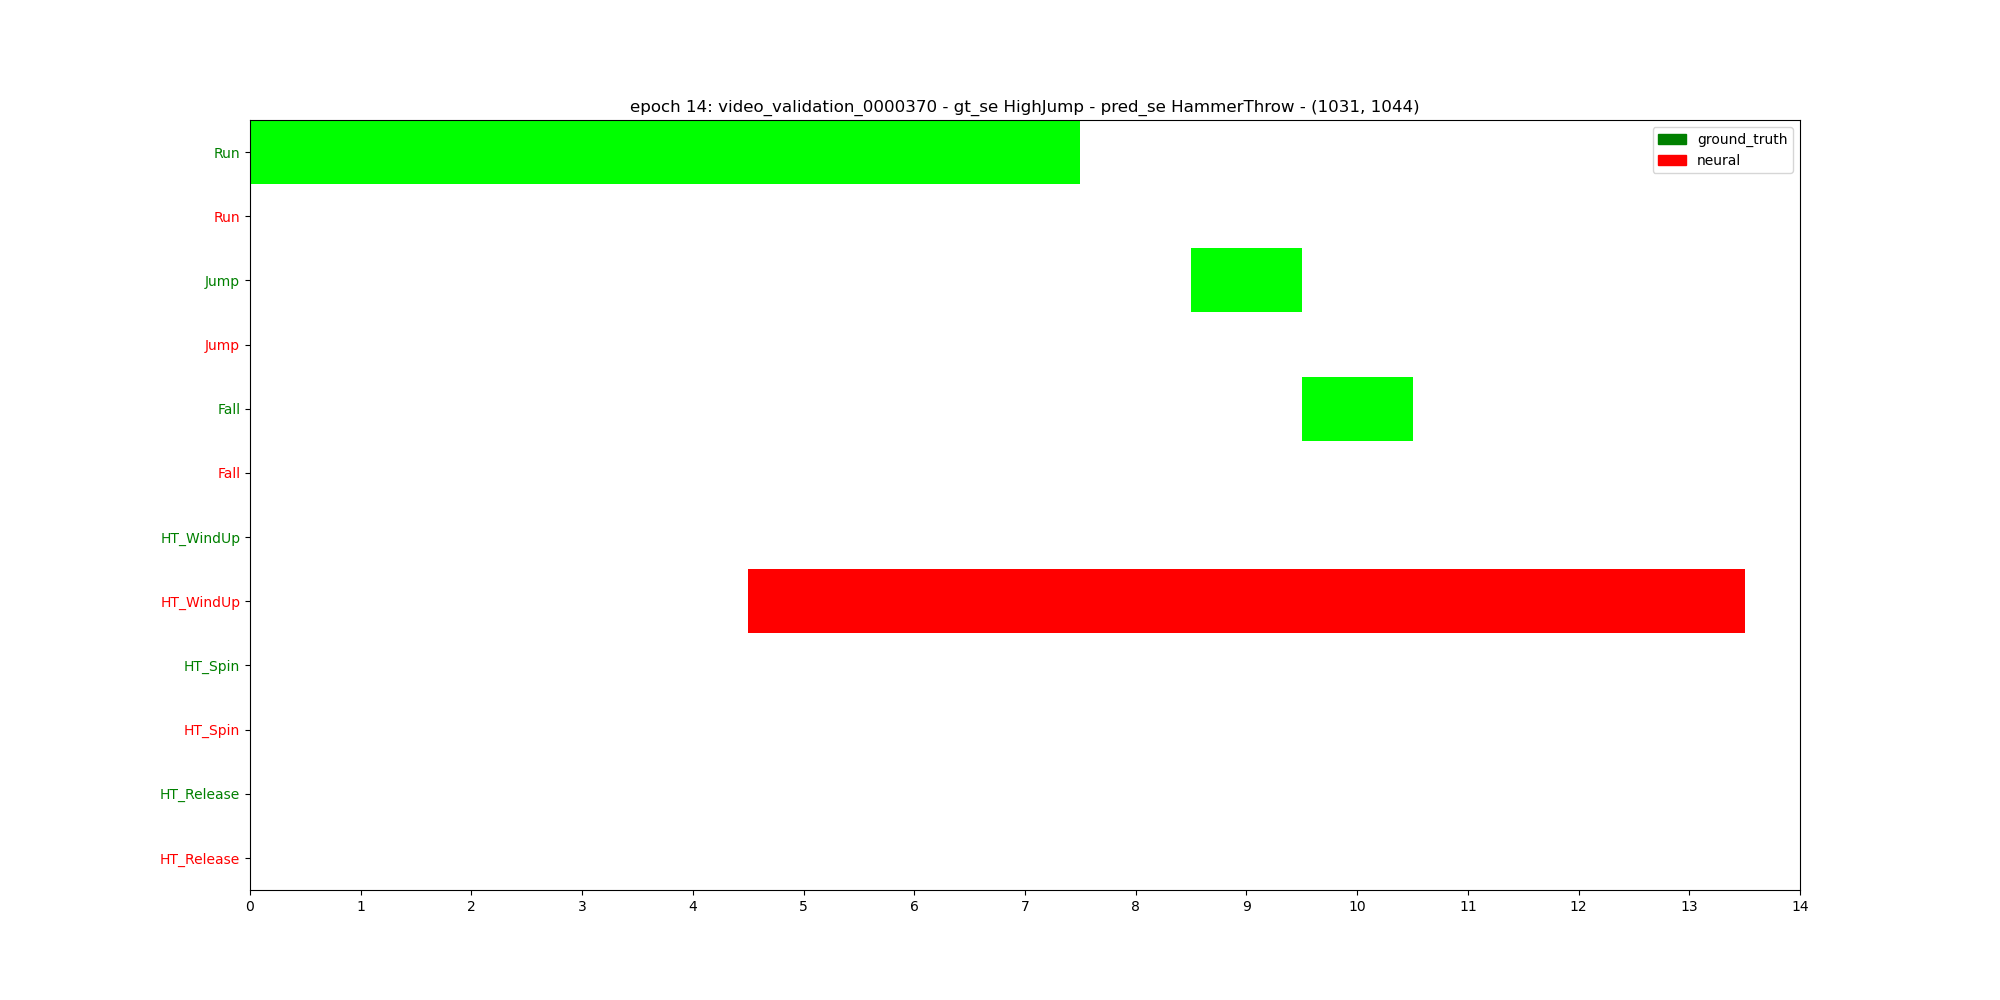 epoch 14: video_validation_0000370 - gt_se HighJump - pred_se HammerThrow - (1031, 1044)
ground_truth
neural
Run
Run
Jump
Jump
Fall
Fall
HT_WindUp
HT_WindUp
HT_Spin
HT_Spin
HT_Release
HT_Release
0 1 2 3 4 5 6 7 8 9 10 11 12 13 14